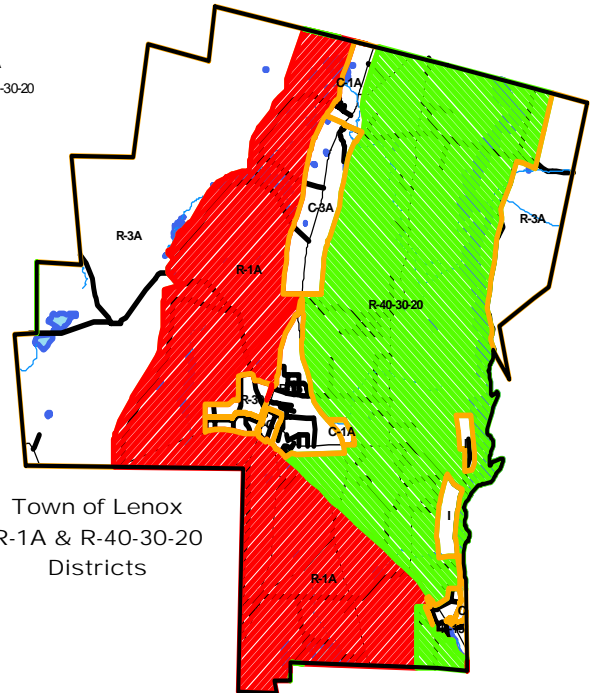 -30-20
C-1A
C-3A
R-3A
R-3A
R-1A
R-40-30-20
C-1A
I
Town of Lenox
R-1A & R-40-30-20
Districts
R-1A